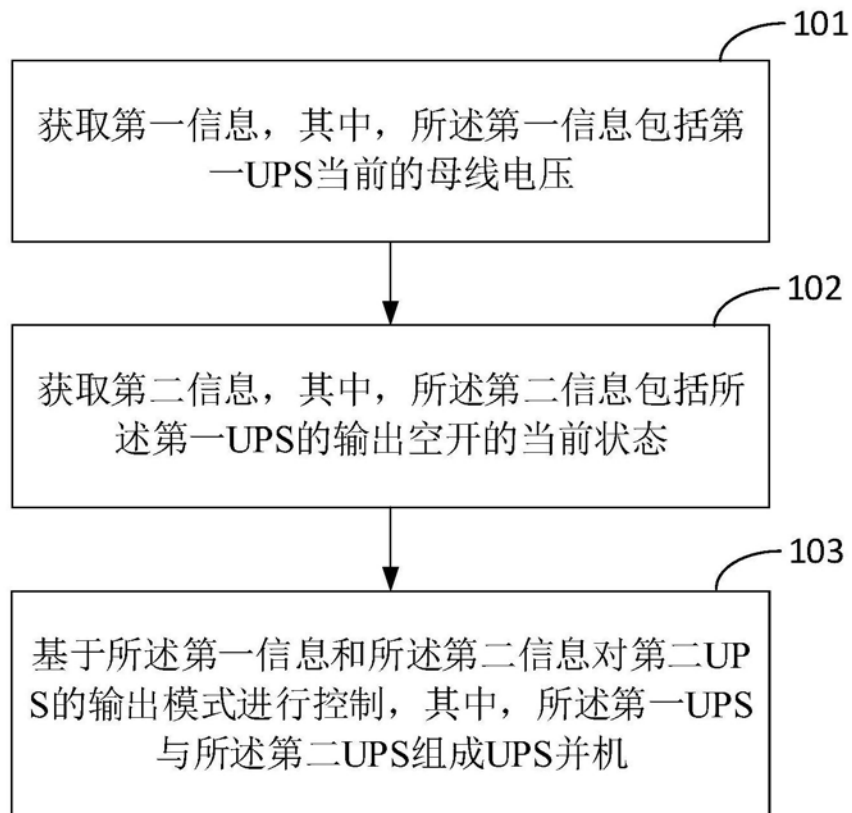 101
获取第一信息，其中，所述第一信息包括第
一UPS当前的母线电压
102
获取第二信息，其中，所述第二信息包括所
述第一UPS的输出空开的当前状态
103
基于所述第一信息和所述第二信息对第二UP
S的输出模式进行控制，其中，所述第一UPS
与所述第二UPS组成UPS并机